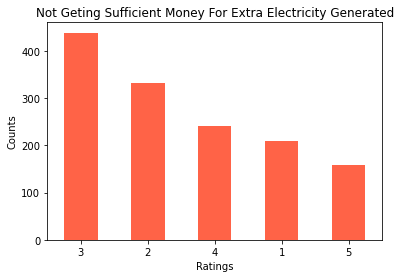 Not Geting Sufficient Money For Extra Electricity Generated
400
300
200
100
0
Counts
3 2 4 1 5
Ratings